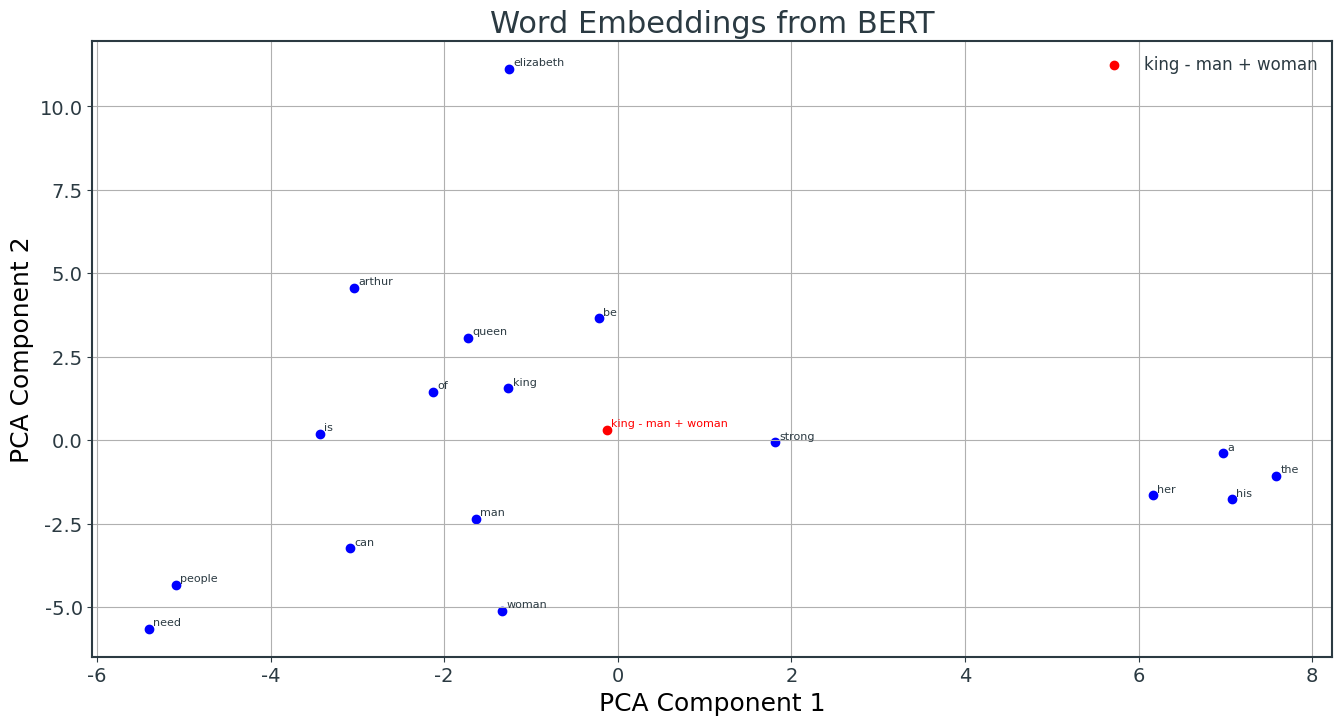 Word Embeddings from BERT
elizabeth
king - man + woman
10.0
7.5
5.0
2.5
0.0
-2.5
-5.0
PCA Component 2
arthur
be
queen
king
of
king - man + woman
is
strong
a
the
her
his
man
can
people
woman
need
-6 -4 -2 0 2 4 6 8
PCA Component 1